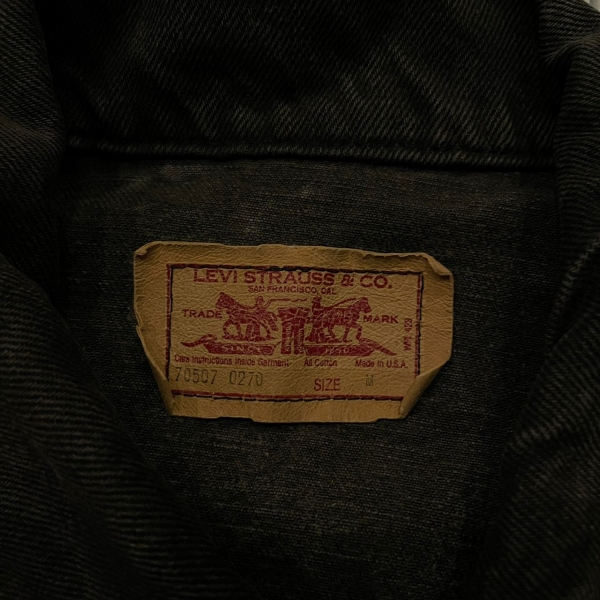 LEVI STRAUSS & CO.
SAN FRANCISCO, CAL
TRADE MARK
Care Instructions Inside Garment All Cotton Made in U.S.A.
70507 0270 SIZE M